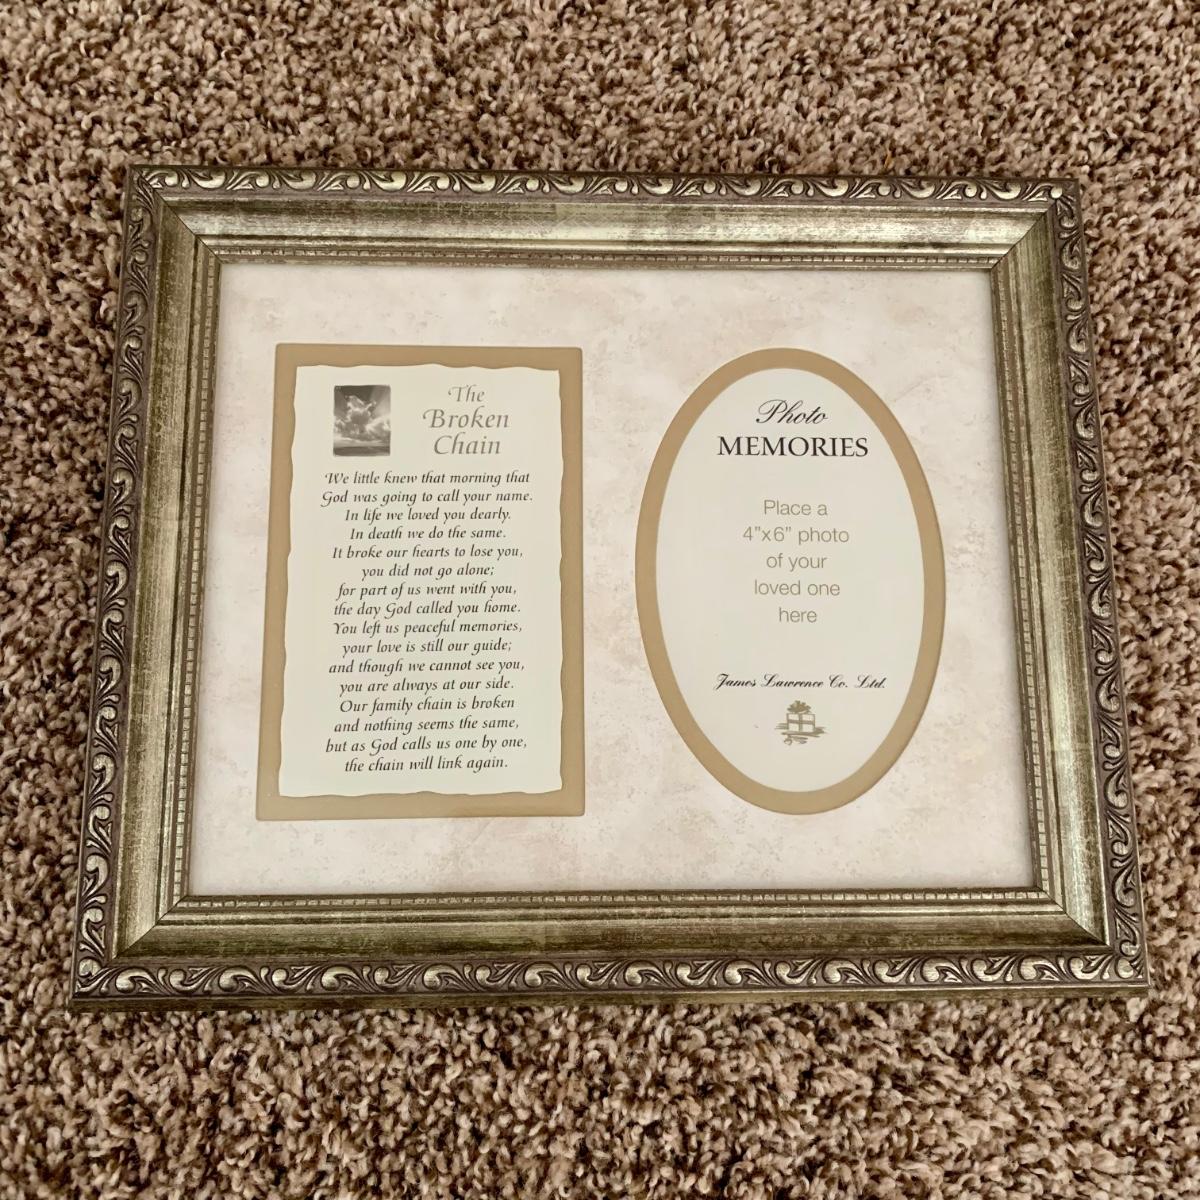 The
Broken
Chain
We little knew that morning that
God was going to call your name.
In life we loved you dearly.
In death we do the same.
It broke our hearts to lose you,
you did not go alone;
for part of us went with you,
the day God called you home.
You left us peaceful memories,
your love is still our guide;
and though we cannot see you,
you are always at our side.
Our family chain is broken
and nothing seems the same,
but as God calls us one by one,
the chain will link again.
Photo
MEMORIES
Place a
4"x6" photo
of your
loved one
here
James Lawrence Co. Ltd.